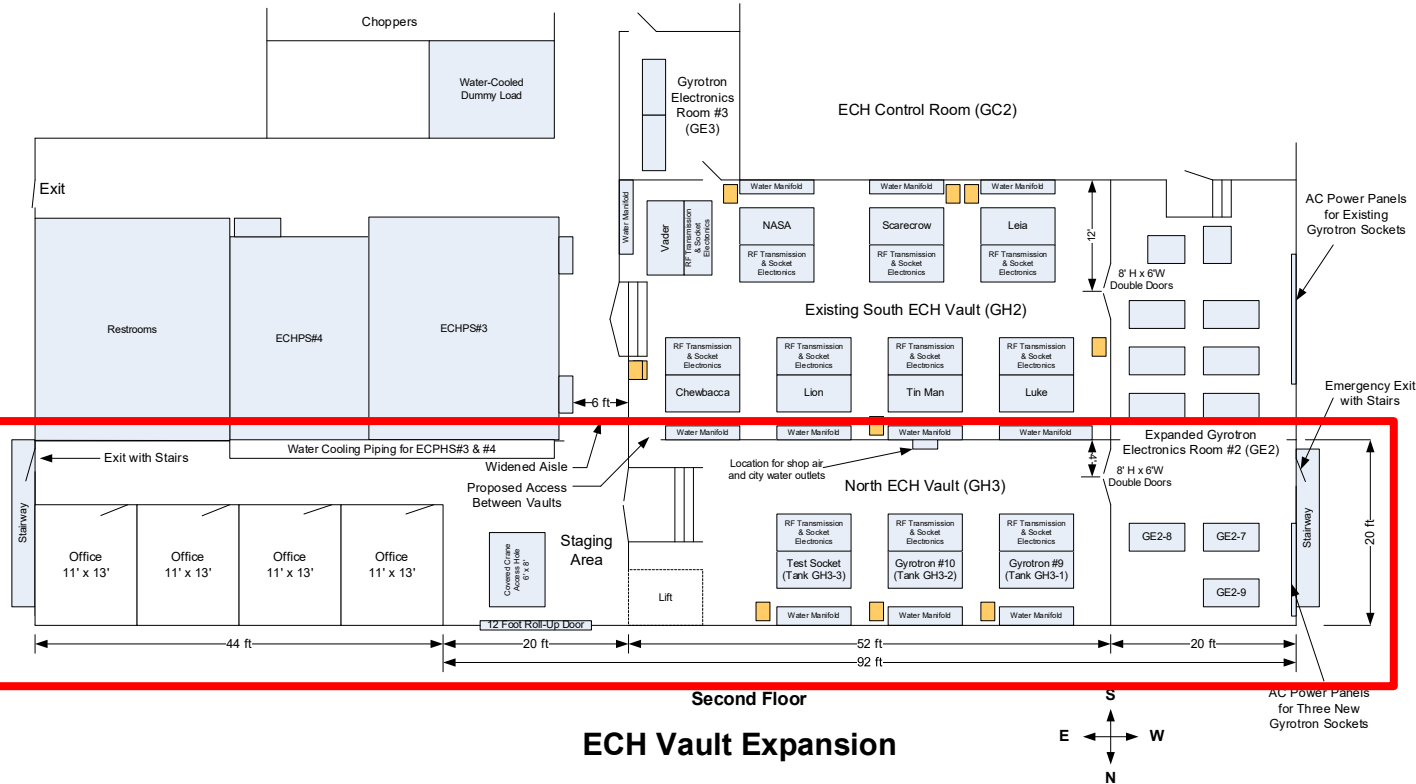 Choppers
Water-Cooled
Dummy Load
Gyrotron
Electronics
Room #3
(GE3)
ECH Control Room (GC2)
Exit
Water Manifold
Water Manifold
Water Manifold
Water Manifold
AC Power Panels
for Existing
Gyrotron Sockets
Vader
RF Transmission
& Socket
Electronics
NASA
RF Transmission
& Socket
Electronics
Scarecrow
RF Transmission
& Socket
Electronics
Leia
RF Transmission
& Socket
Electronics
12'
8' H x 6'W
Double Doors
Restrooms
ECHPS#4
ECHPS#3
Existing South ECH Vault (GH2)
RF Transmission
& Socket
Electronics
Chewbacca
RF Transmission
& Socket
Electronics
Lion
RF Transmission
& Socket
Electronics
Tin Man
RF Transmission
& Socket
Electronics
Luke
6 ft
Emergency Exit
with Stairs
Water Manifold
Water Manifold
Water Manifold
Water Manifold
Expanded Gyrotron
Electronics Room #2 (GE2)
Water Cooling Piping for ECPHS#3 & #4
Exit with Stairs
Widened Aisle
Proposed Access
Between Vaults
Location for shop air
and city water outlets
4'
8' H x 6'W
Double Doors
North ECH Vault (GH3)
Stairway
Office
11' x 13'
Office
11' x 13'
Office
11' x 13'
Office
11' x 13'
Covered Crane
Access Hole
6' x 8'
Staging
Area
Lift
RF Transmission
& Socket
Electronics
Test Socket
(Tank GH3-3)
RF Transmission
& Socket
Electronics
Gyrotron #10
(Tank GH3-2)
RF Transmission
& Socket
Electronics
Gyrotron #9
(Tank GH3-1)
GE2-8
GE2-7
GE2-9
Stairway
20 ft
Water Manifold
Water Manifold
Water Manifold
12 Foot Roll-Up Door
44 ft
20 ft
52 ft
20 ft
92 ft
Second Floor
AC Power Panels
for Three New
Gyrotron Sockets
ECH Vault Expansion
S
E
W
N